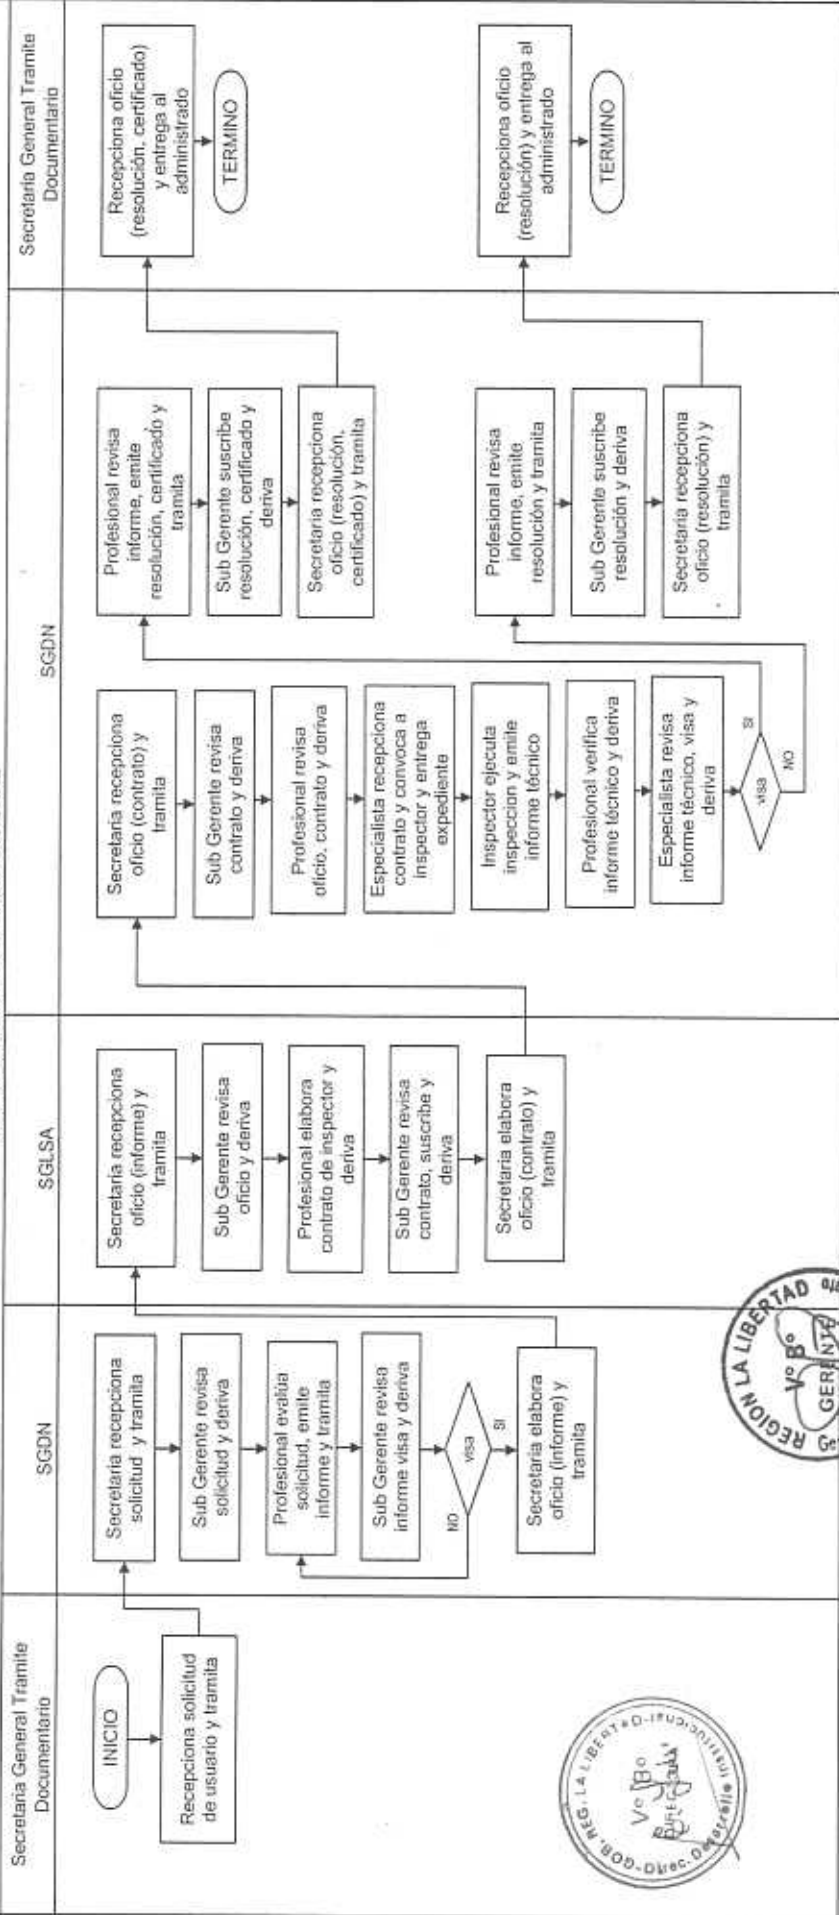 Secretaria General Tramite
Documentario
INICIO
Recepciona solicitud
de usuario y tramita
SGDN
Secretaria recepciona
solicitud y tramita
Sub Gerente revisa
solicitud y deriva
Profesional evalúa
solicitud, emite
informe y tramita
Sub Gerente revisa
informe visa y deriva
visa
NO
SI
Secretaria elabora
oficio (informe) y
tramita
SGLSA
Secretaria recepciona
oficio (informe) y
tramita
Sub Gerente revisa
oficio y deriva
Profesional elabora
contrato de inspector y
deriva
Sub Gerente revisa
contrato, suscribe y
deriva
Secretaria elabora
oficio (contrato) y
tramita
SGDN
Secretaria recepciona
oficio (contrato) y
tramita
Sub Gerente revisa
contrato y deriva
Profesional revisa
oficio, contrato y deriva
Especialista recepciona
contrato y convoca a
inspector y entrega
expediente
Inspector ejecuta
inspeccion y emite
informe técnico
Profesional verifica
informe técnico y deriva
Especialista revisa
informe técnico, visa y
deriva
visa
SI
NO
Profesional revisa
informe, emite
resolución, certificado y
tramita
Sub Gerente suscribe
resolución, certificado y
deriva
Secretaria recepciona
oficio (resolución,
certificado) y tramita
Profesional revisa
informe, emite
resolución y tramita
Sub Gerente suscribe
resolución y deriva
Secretaria recepciona
oficio (resolución) y
tramita
Secretaria General Tramite
Documentario
Recepciona oficio
(resolución, certificado)
y entrega al
administrado
TERMINO
Recepciona oficio
(resolución) y entrega al
administrado
TERMINO
GOB. REG. LA LIBERTAD
Vº Bº
REGION LA LIBERTAD
Vº Bº
GERENTE